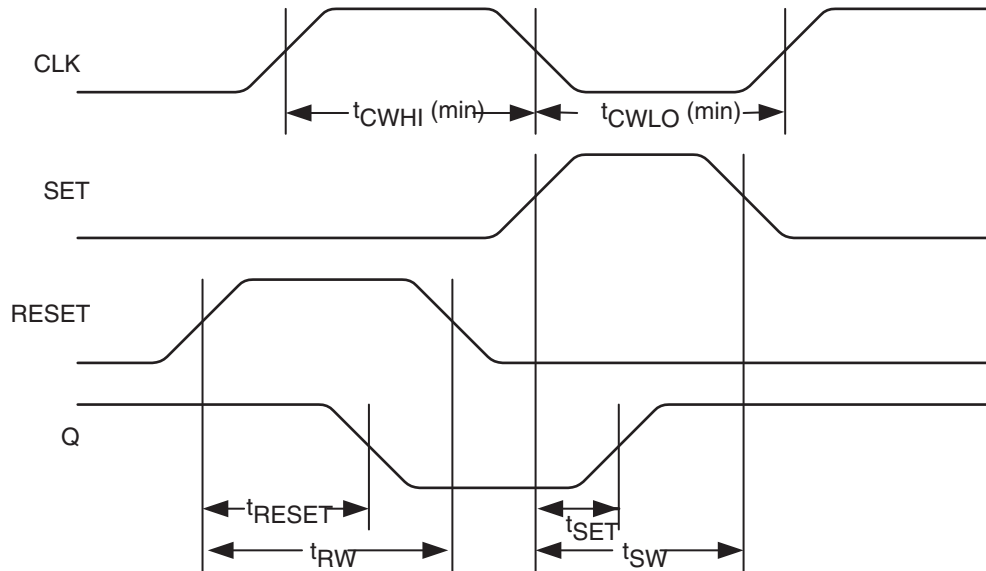 CLK
tCWHI (min)
tCWLO (min)
SET
RESET
Q
tRESET
tSET
tRW
tSW